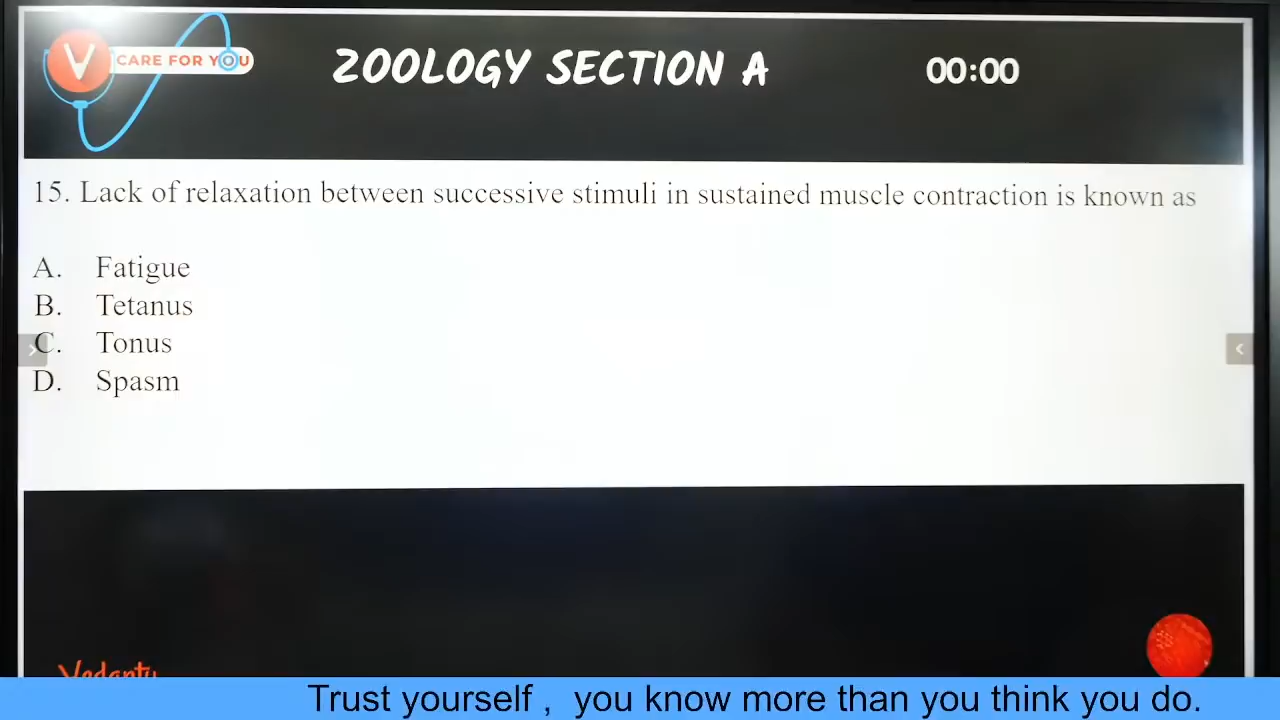 V CARE FOR YOU
ZOOLOGY SECTION A
00:00
15. Lack of relaxation between successive stimuli in sustained muscle contraction is known as
A. Fatigue
B. Tetanus
C. Tonus
D. Spasm
Trust yourself , you know more than you think you do.